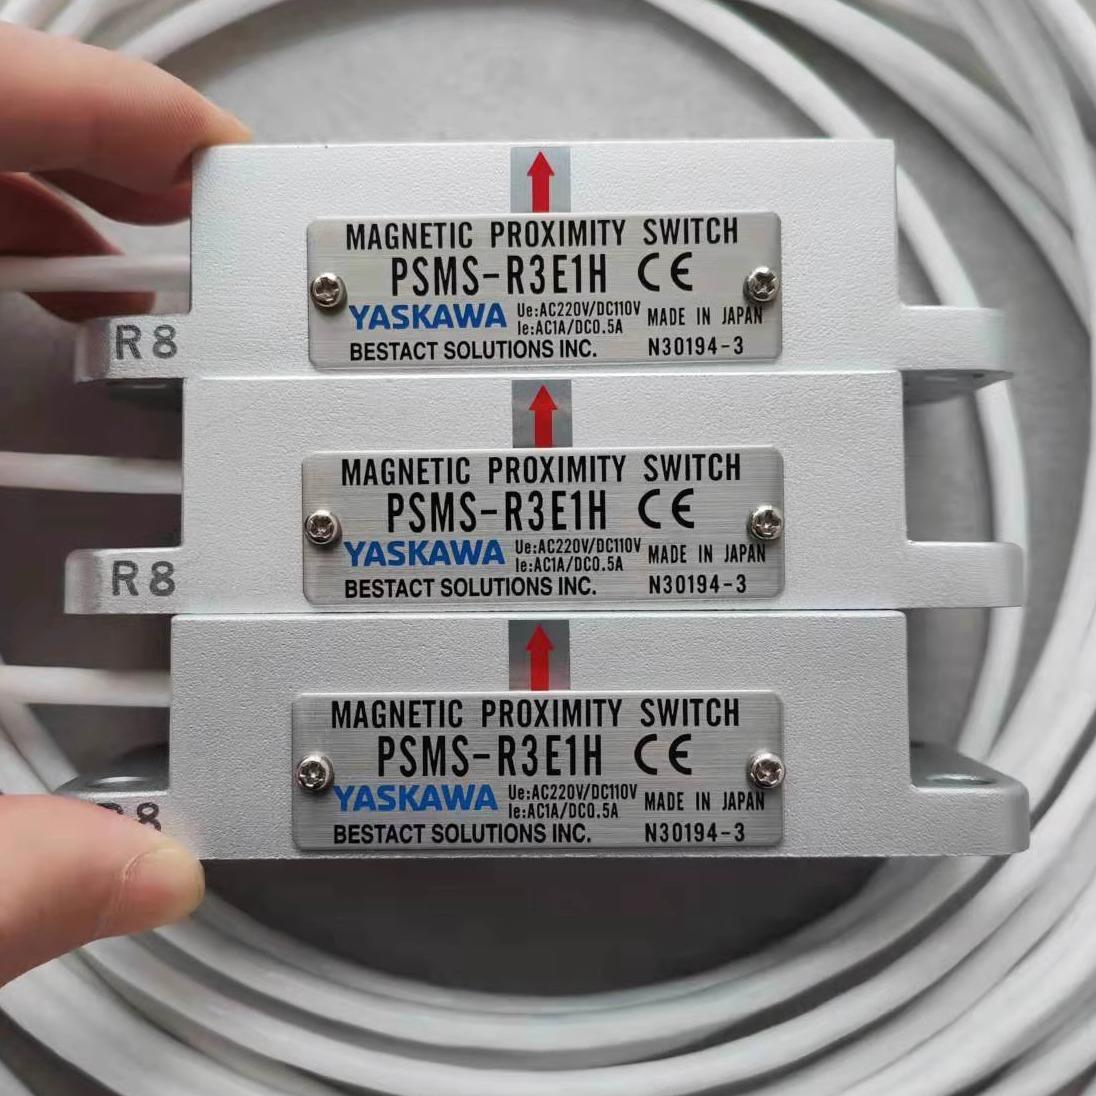 MAGNETIC PROXIMITY SWITCH
PSMS-R3E1H CE
YASKAWA Ue:AC220V/DC110V
Ie:AC1A/DC0.5A MADE IN JAPAN
BESTACT SOLUTIONS INC. N30194-3
R8
MAGNETIC PROXIMITY SWITCH
PSMS-R3E1H CE
YASKAWA Ue:AC220V/DC110V
Ie:AC1A/DC0.5A MADE IN JAPAN
BESTACT SOLUTIONS INC. N30194-3
R8
MAGNETIC PROXIMITY SWITCH
PSMS-R3E1H CE
YASKAWA Ue:AC220V/DC110V
Ie:AC1A/DC0.5A MADE IN JAPAN
BESTACT SOLUTIONS INC. N30194-3